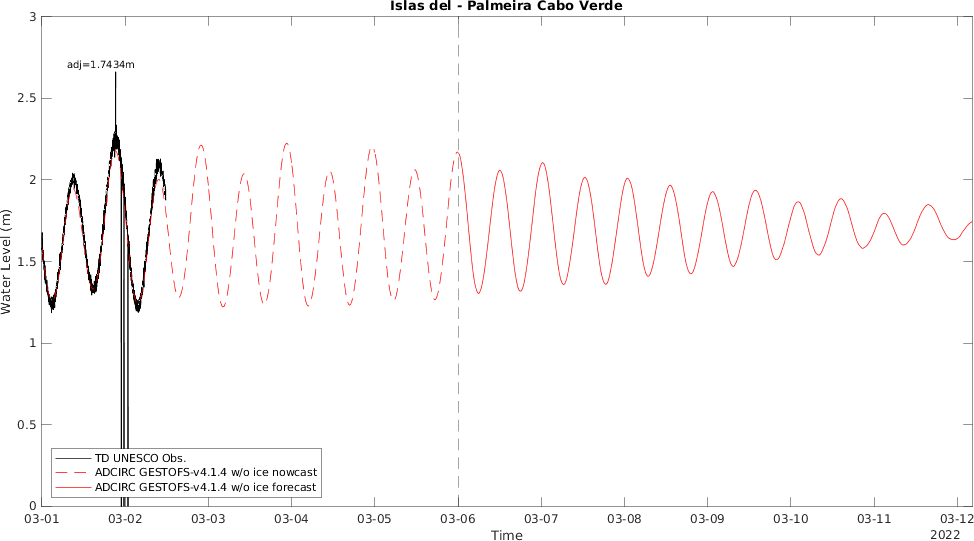 Islas del - Palmeira Cabo Verde
3
2.5
2
1.5
1
0.5
0
Water Level (m)
adj=1.7434m
TD UNESCO Obs.
ADCIRC GESTOFS-v4.1.4 w/o ice nowcast
ADCIRC GESTOFS-v4.1.4 w/o ice forecast
03-01 03-02 03-03 03-04 03-05 03-06 03-07 03-08 03-09 03-10 03-11 03-12
Time
2022